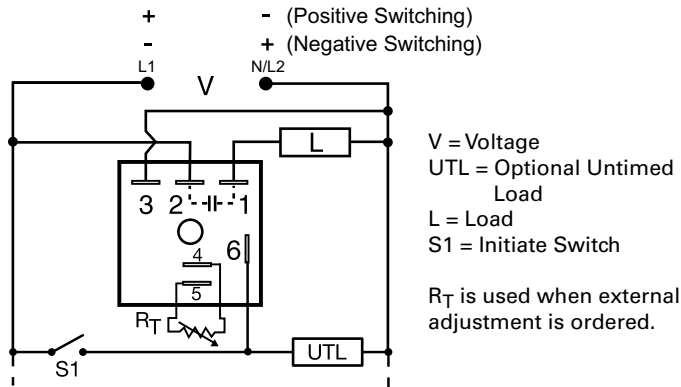 + - (Positive Switching)
- + (Negative Switching)
L1 N/L2
V
L
3 2 1
6
4
5
RT
S1
UTL
V = Voltage
UTL = Optional Untimed
Load
L = Load
S1 = Initiate Switch
RT is used when external
adjustment is ordered.